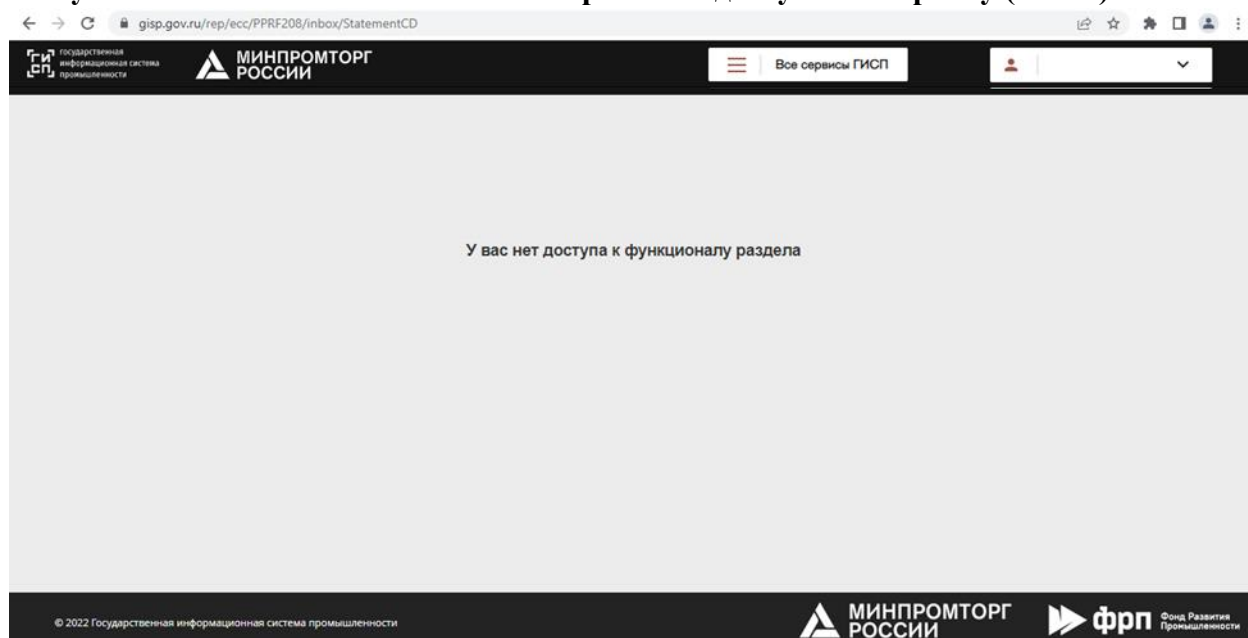 gisp.gov.ru/rep/ecc/PPRF208/inbox/StatementCD
государственная
информационная система
промышленности
МИНПРОМТОРГ
РОССИИ
Все сервисы ГИСП
У вас нет доступа к функционалу раздела
© 2022 Государственная информационная система промышленности
МИНПРОМТОРГ
РОССИИ
фрп
Фонд Развития
Промышленности